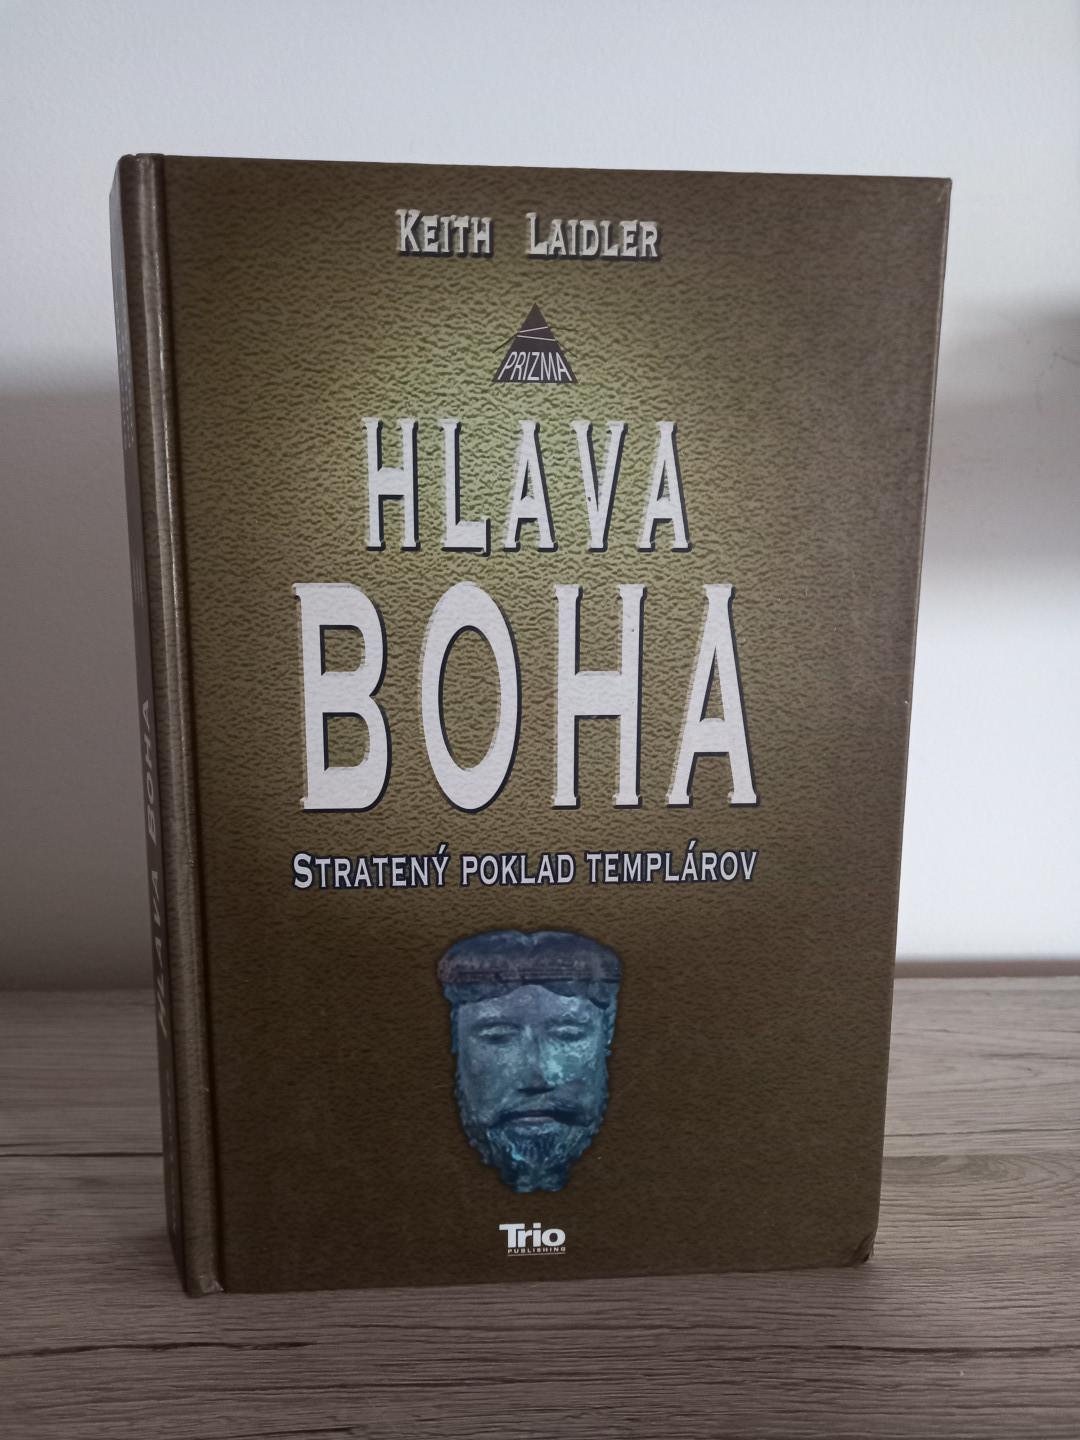 KEITH LAIDLER
PRIZMA
HLAVA
BOHA
STRATENÝ POKLAD TEMPLÁROV
Trio
PUBLISHING
HLAVA BOHA